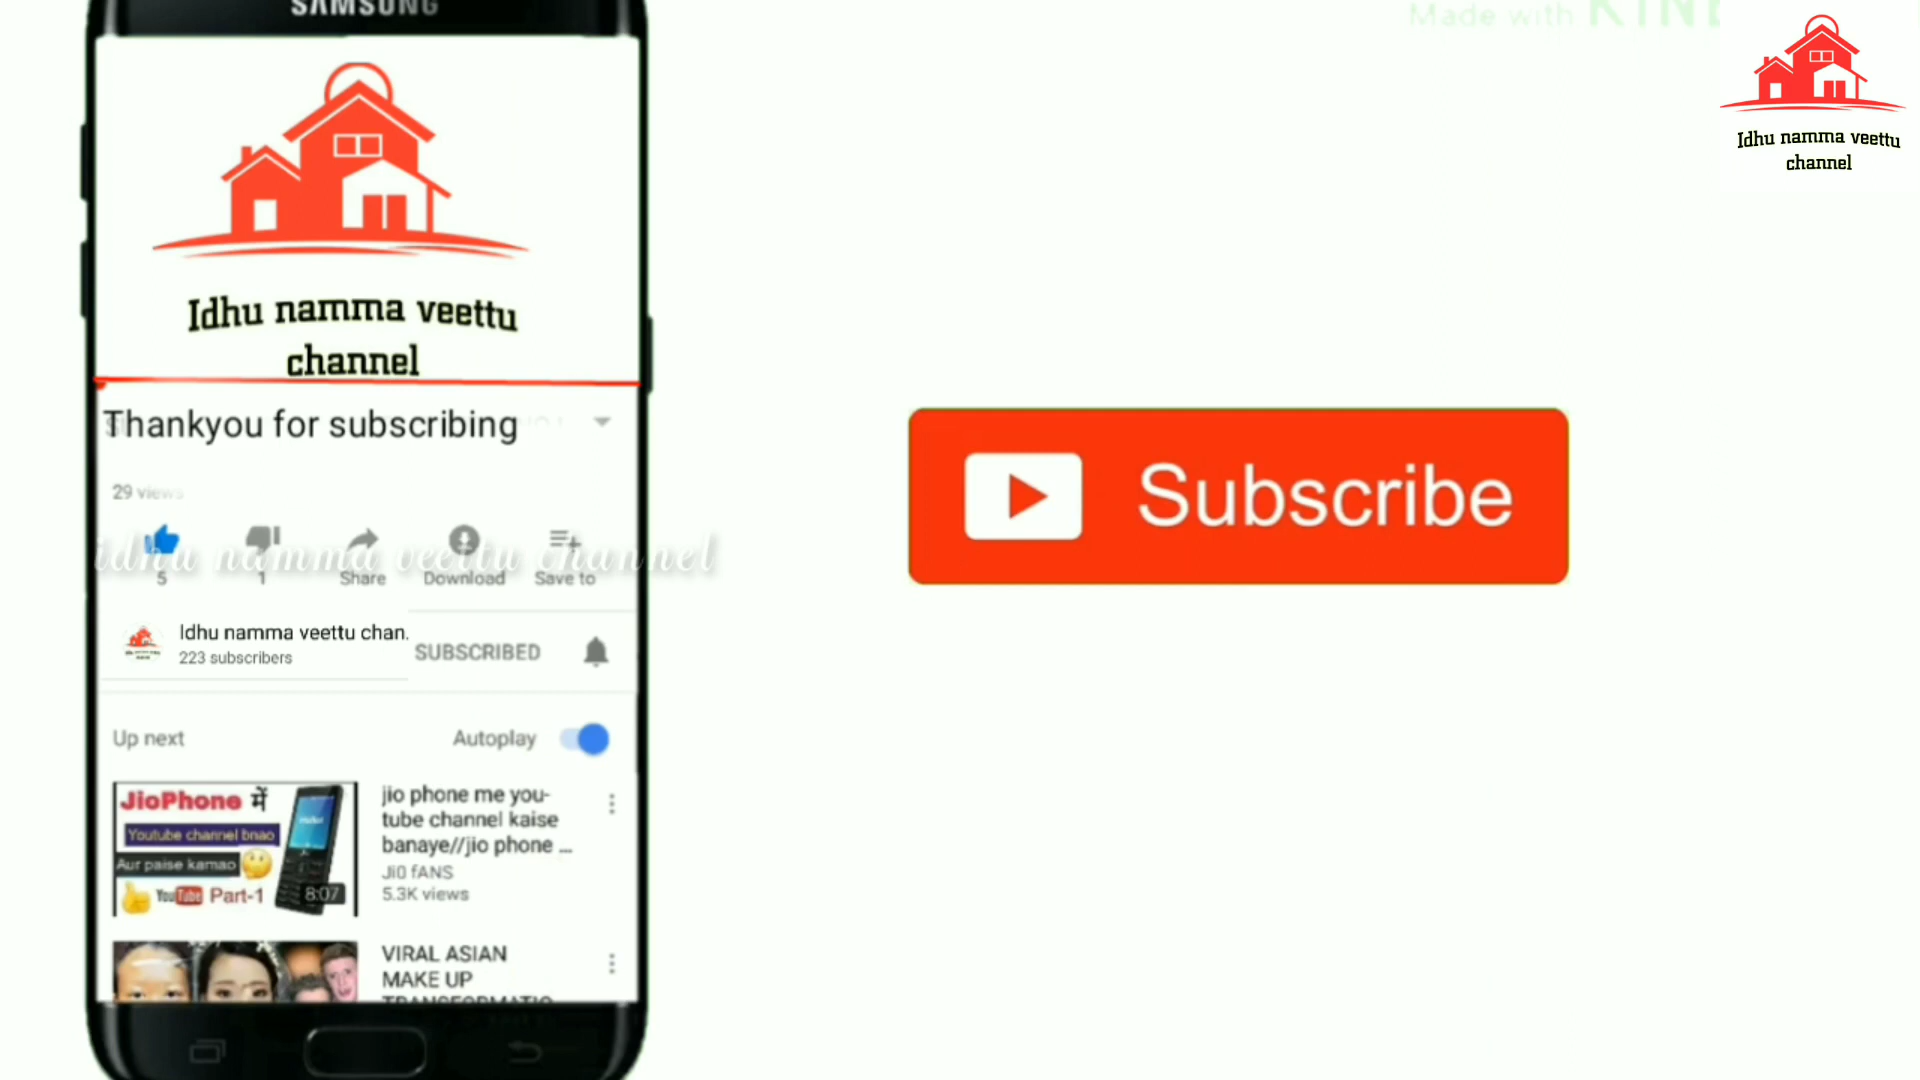 SAMSUNG
Made with
Idhu namma veettu
channel
Idhu namma veettu
channel
Thankyou for subscribing
29 views
5
1
Share
Download
Save to
idhu namma veettu channel
Idhu namma veettu chan.
223 subscribers
SUBSCRIBED
Subscribe
Up next
Autoplay
JioPhone में
Youtube channel bnao
Aur paise kamao
YouTube Part-1
8:07
jio phone me you-
tube channel kaise
banaye//jio phone ...
Ji0 fANS
5.3K views
VIRAL ASIAN
MAKE UP